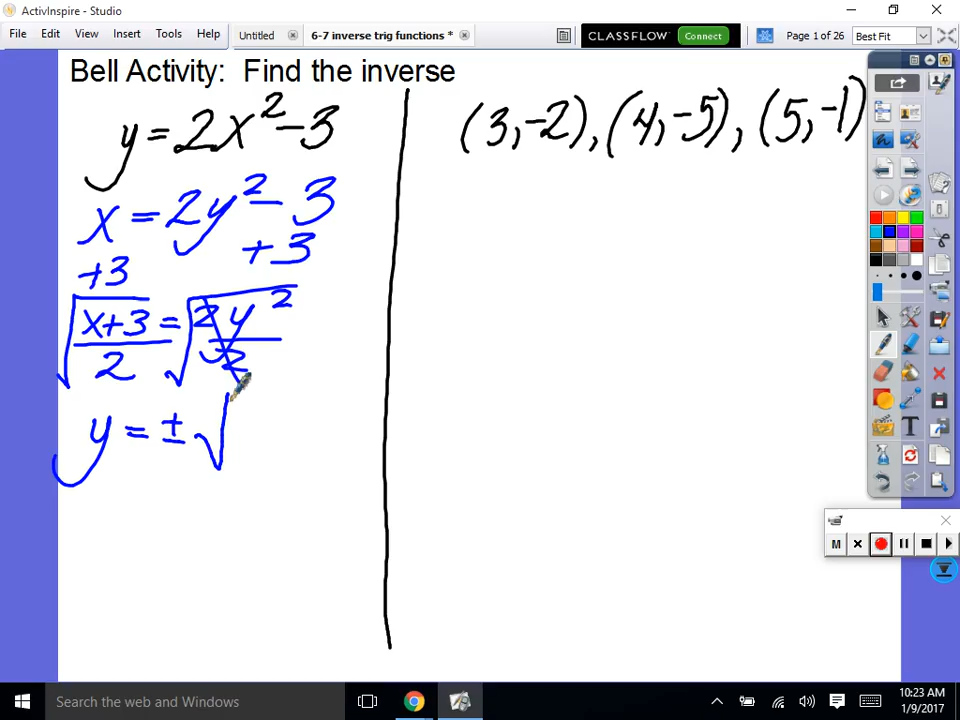 ActivInspire - Studio
File Edit View Insert Tools Help Untitled 6-7 inverse trig functions * CLASSFLOW Connect Page 1 of 26 Best Fit
Bell Activity: Find the inverse
y = 2x² - 3
x = 2y² - 3
+3 +3
√(x+3)/2 = √2y²/2
y = ± √
(3, -2), (4, -5), (5, -1)
M
Search the web and Windows
10:23 AM
1/9/2017